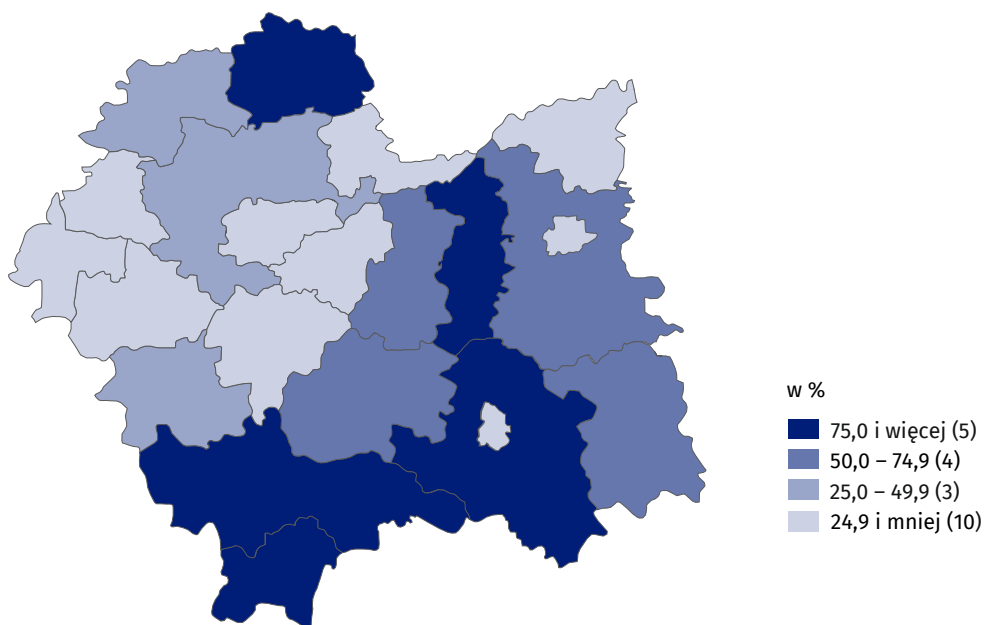 w %
75,0 i więcej (5)
50,0 – 74,9 (4)
25,0 – 49,9 (3)
24,9 i mniej (10)